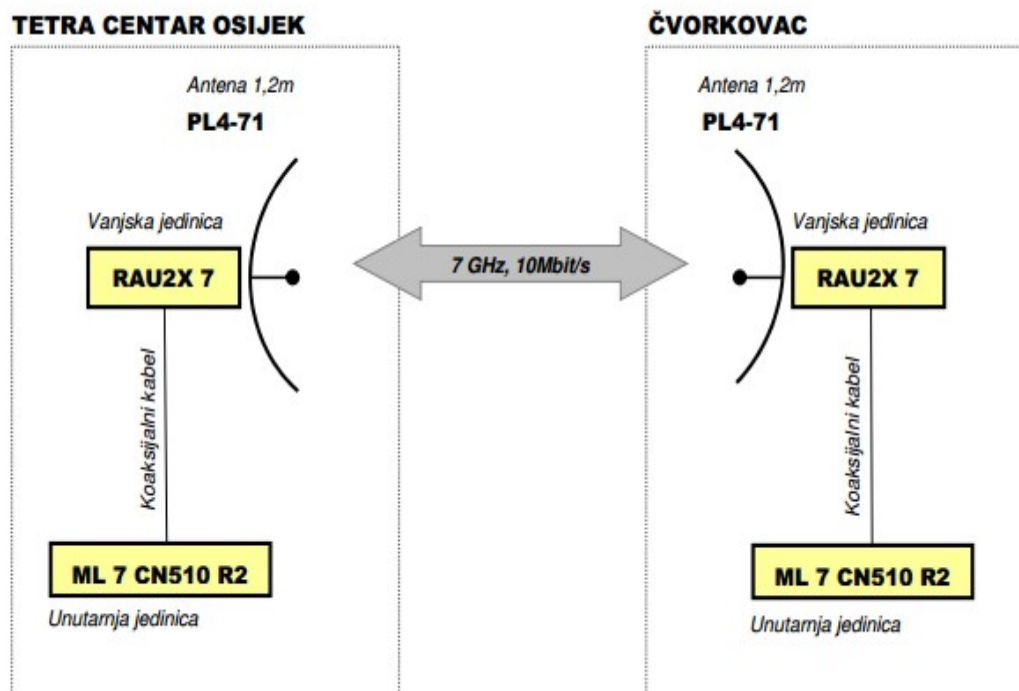 TETRA CENTAR OSIJEK
Antena 1,2m
PL4-71
Vanjska jedinica
RAU2X 7
Koaksijalni kabel
ML 7 CN510 R2
Unutarnja jedinica
7 GHz, 10Mbit/s
ČVORKOVAC
Antena 1,2m
PL4-71
Vanjska jedinica
RAU2X 7
Koaksijalni kabel
ML 7 CN510 R2
Unutarnja jedinica